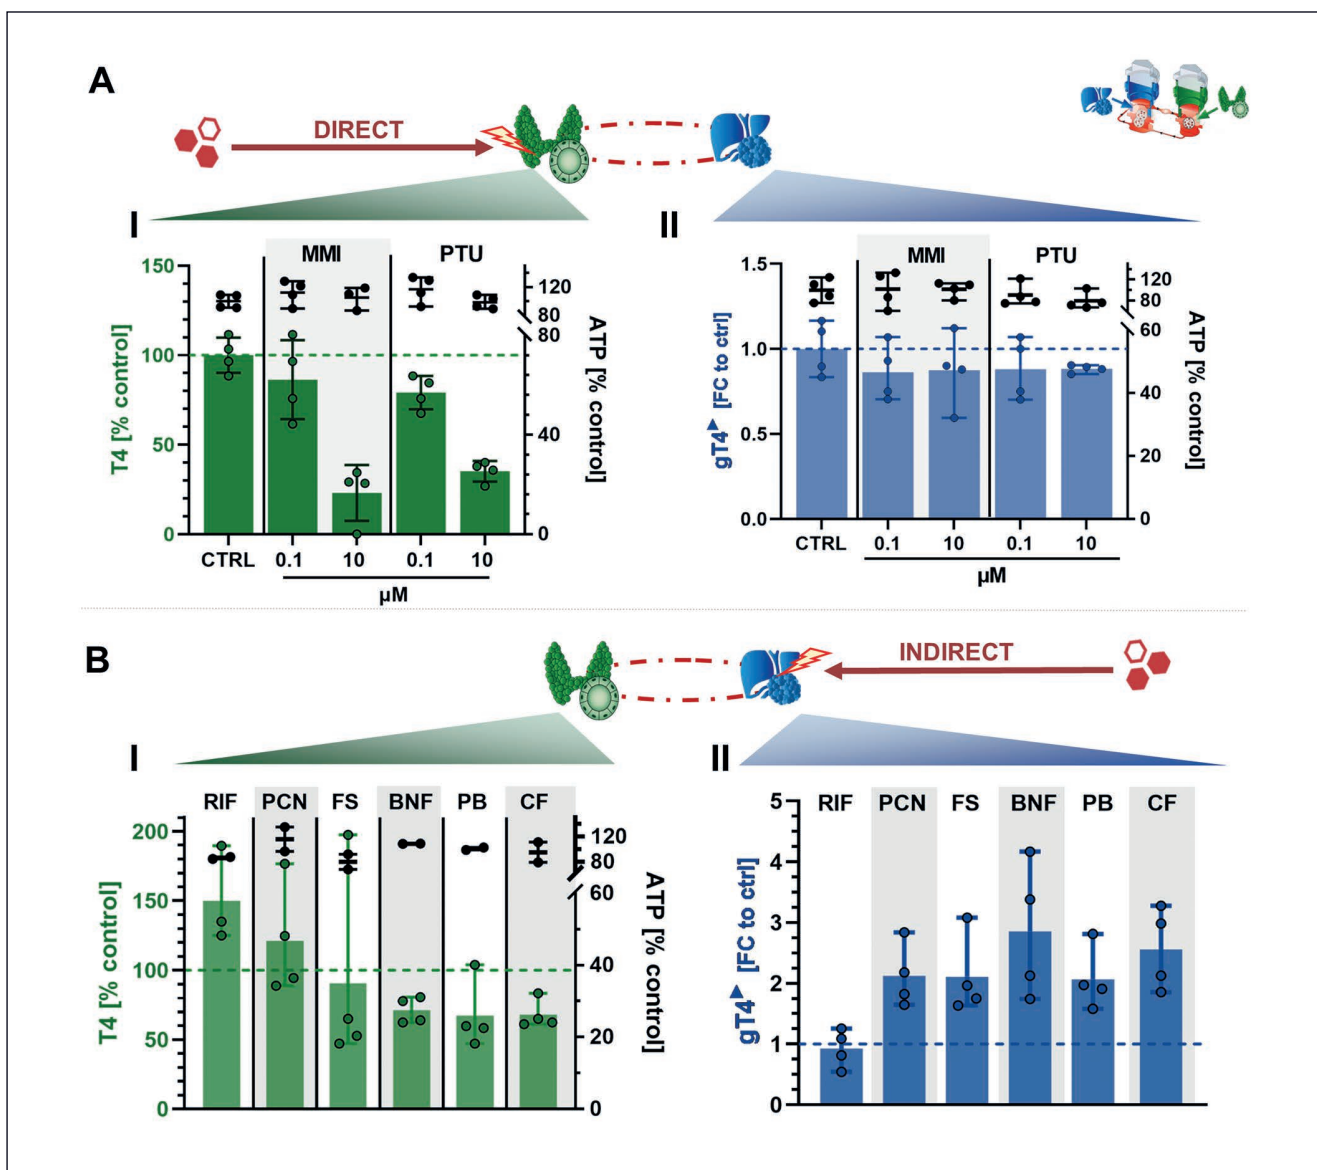 A
DIRECT
I
II
MMI
PTU
T4 [% control]
150
100
50
0
120
80
80
40
0
ATP [% control]
CTRL
0.1
10
0.1
10
µM
MMI
PTU
gT4▶ [FC to ctrl]
1.5
1.0
0.5
0.0
120
80
60
40
20
0
ATP [% control]
CTRL
0.1
10
0.1
10
µM
B
INDIRECT
I
II
RIF
PCN
FS
BNF
PB
CF
T4 [% control]
200
150
100
50
0
120
80
60
40
20
0
ATP [% control]
RIF
PCN
FS
BNF
PB
CF
gT4▶ [FC to ctrl]
5
4
3
2
1
0